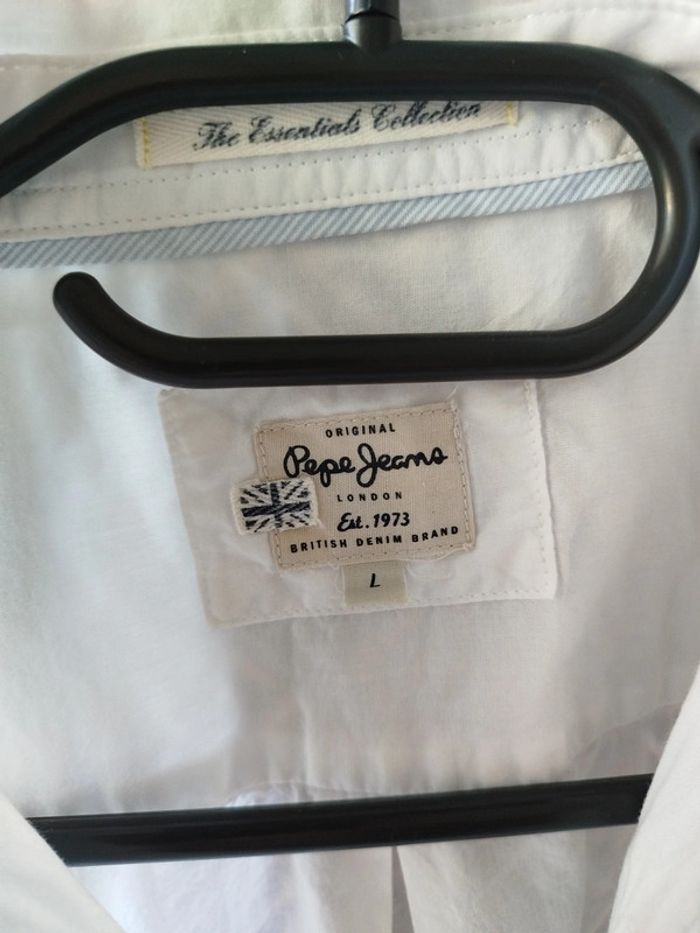 The Essentials Collection
ORIGINAL
Pepe Jeans
LONDON
Est. 1973
BRITISH DENIM BRAND
L